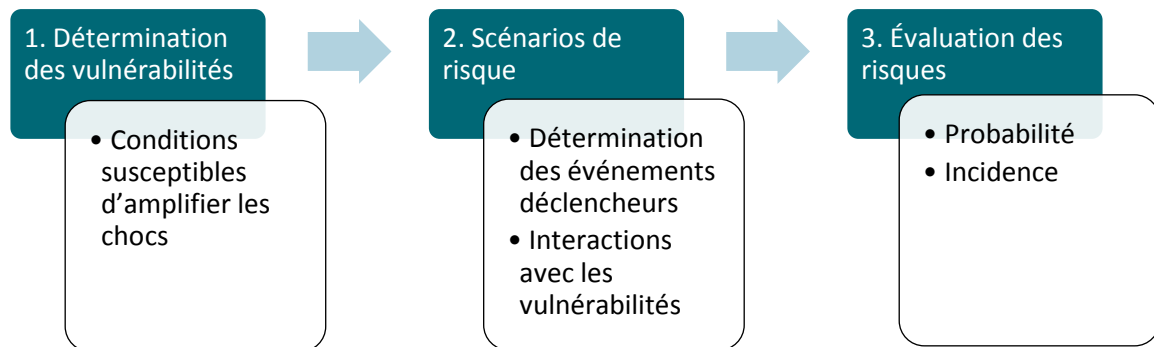 1. Détermination
des vulnérabilités
• Conditions
susceptibles
d’amplifier les
chocs
2. Scénarios de
risque
• Détermination
des événements
déclencheurs
• Interactions
avec les
vulnérabilités
3. Évaluation des
risques
• Probabilité
• Incidence